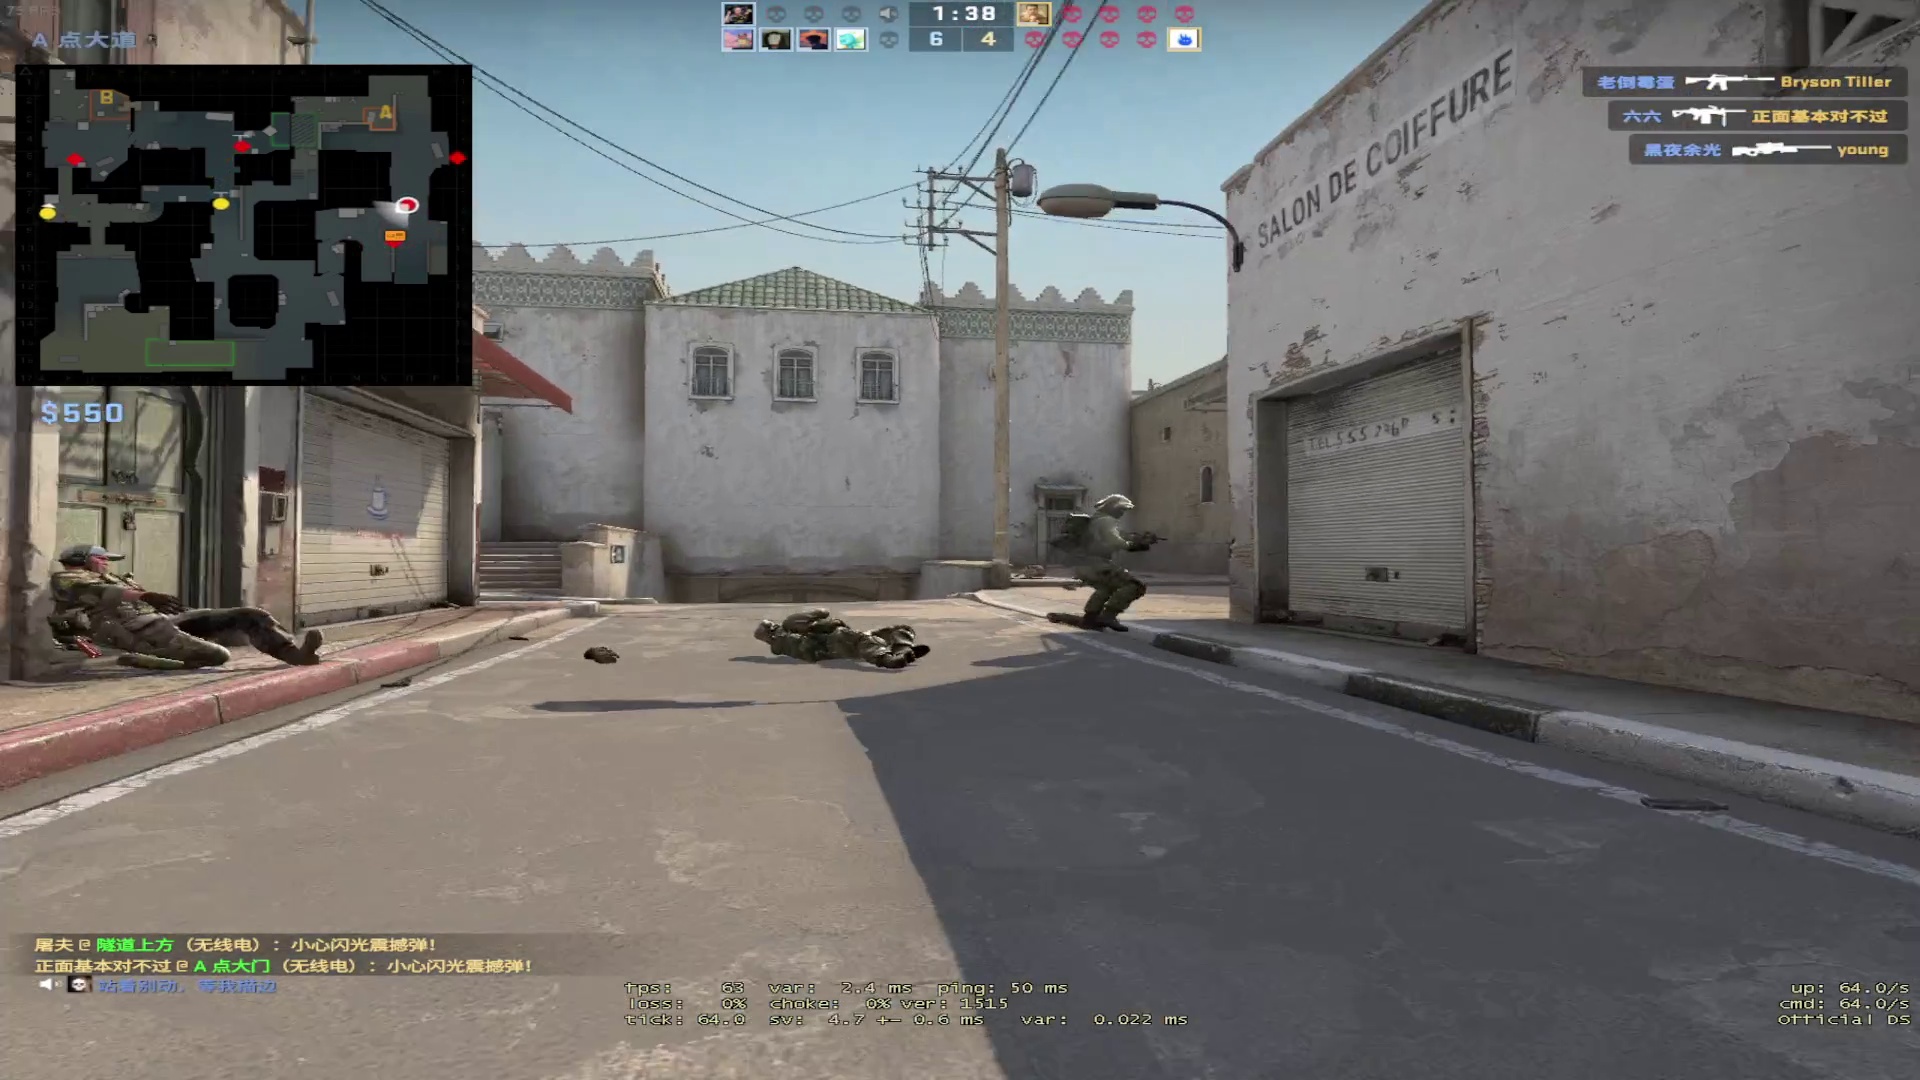 A 点大道
1:38
6 4
B
A
$550
老倒霉蛋 Bryson Tiller
六六 正面基本对不过
黑夜余光 young
SALON DE COIFFURE
TEL 555
屠夫 @ 隧道上方 (无线电): 小心闪光震撼弹!
正面基本对不过 @ A 点大门 (无线电): 小心闪光震撼弹!
站着别动, 等我描边
tps: 63 var: 2.4 ms ping: 50 ms
loss: 0% choke: 0% ver: 1515
tick: 64.0 sv: 4.7 +- 0.6 ms var: 0.022 ms
up: 64.0/s
cmd: 64.0/s
Official DS